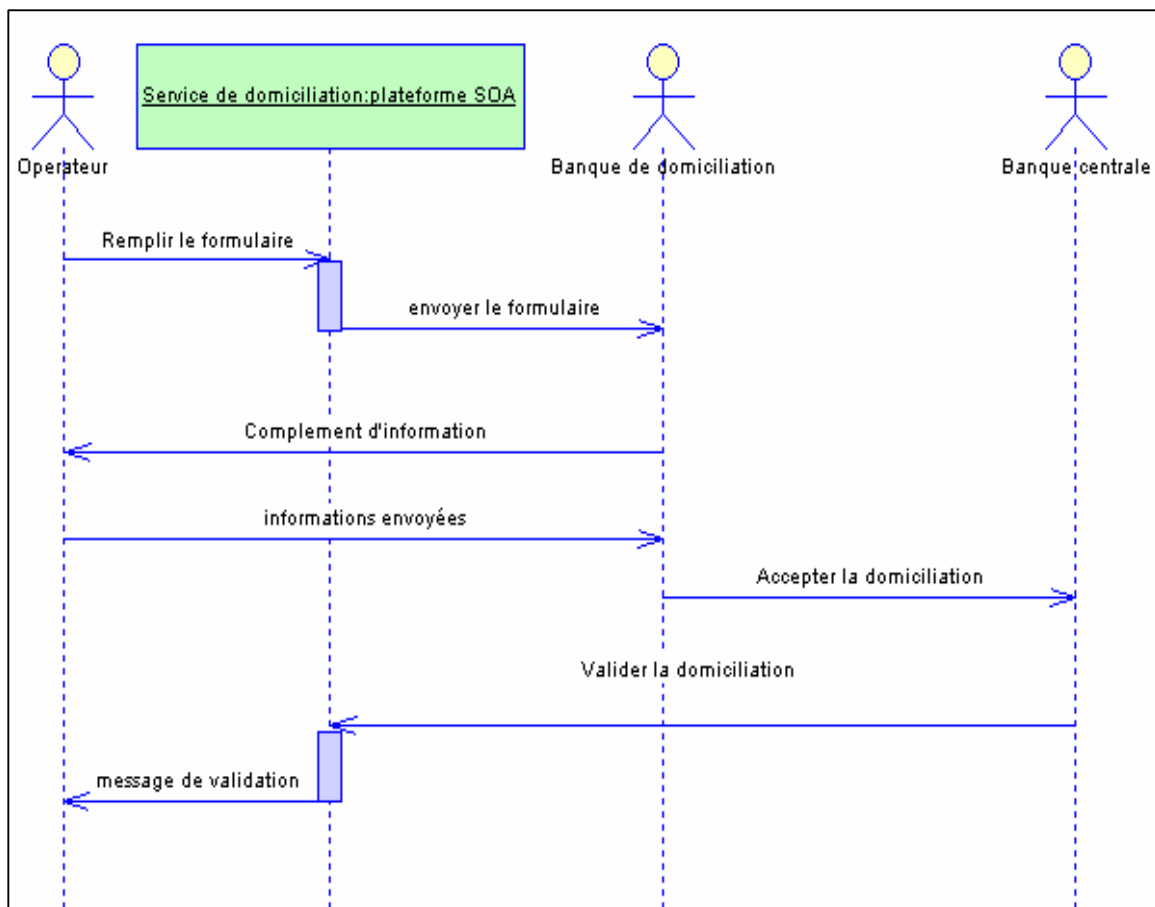 Service de domiciliation:plateforme SOA
Operateur
Banque de domiciliation
Banque centrale
Remplir le formulaire
envoyer le formulaire
Complement d'information
informations envoyées
Accepter la domiciliation
Valider la domiciliation
message de validation